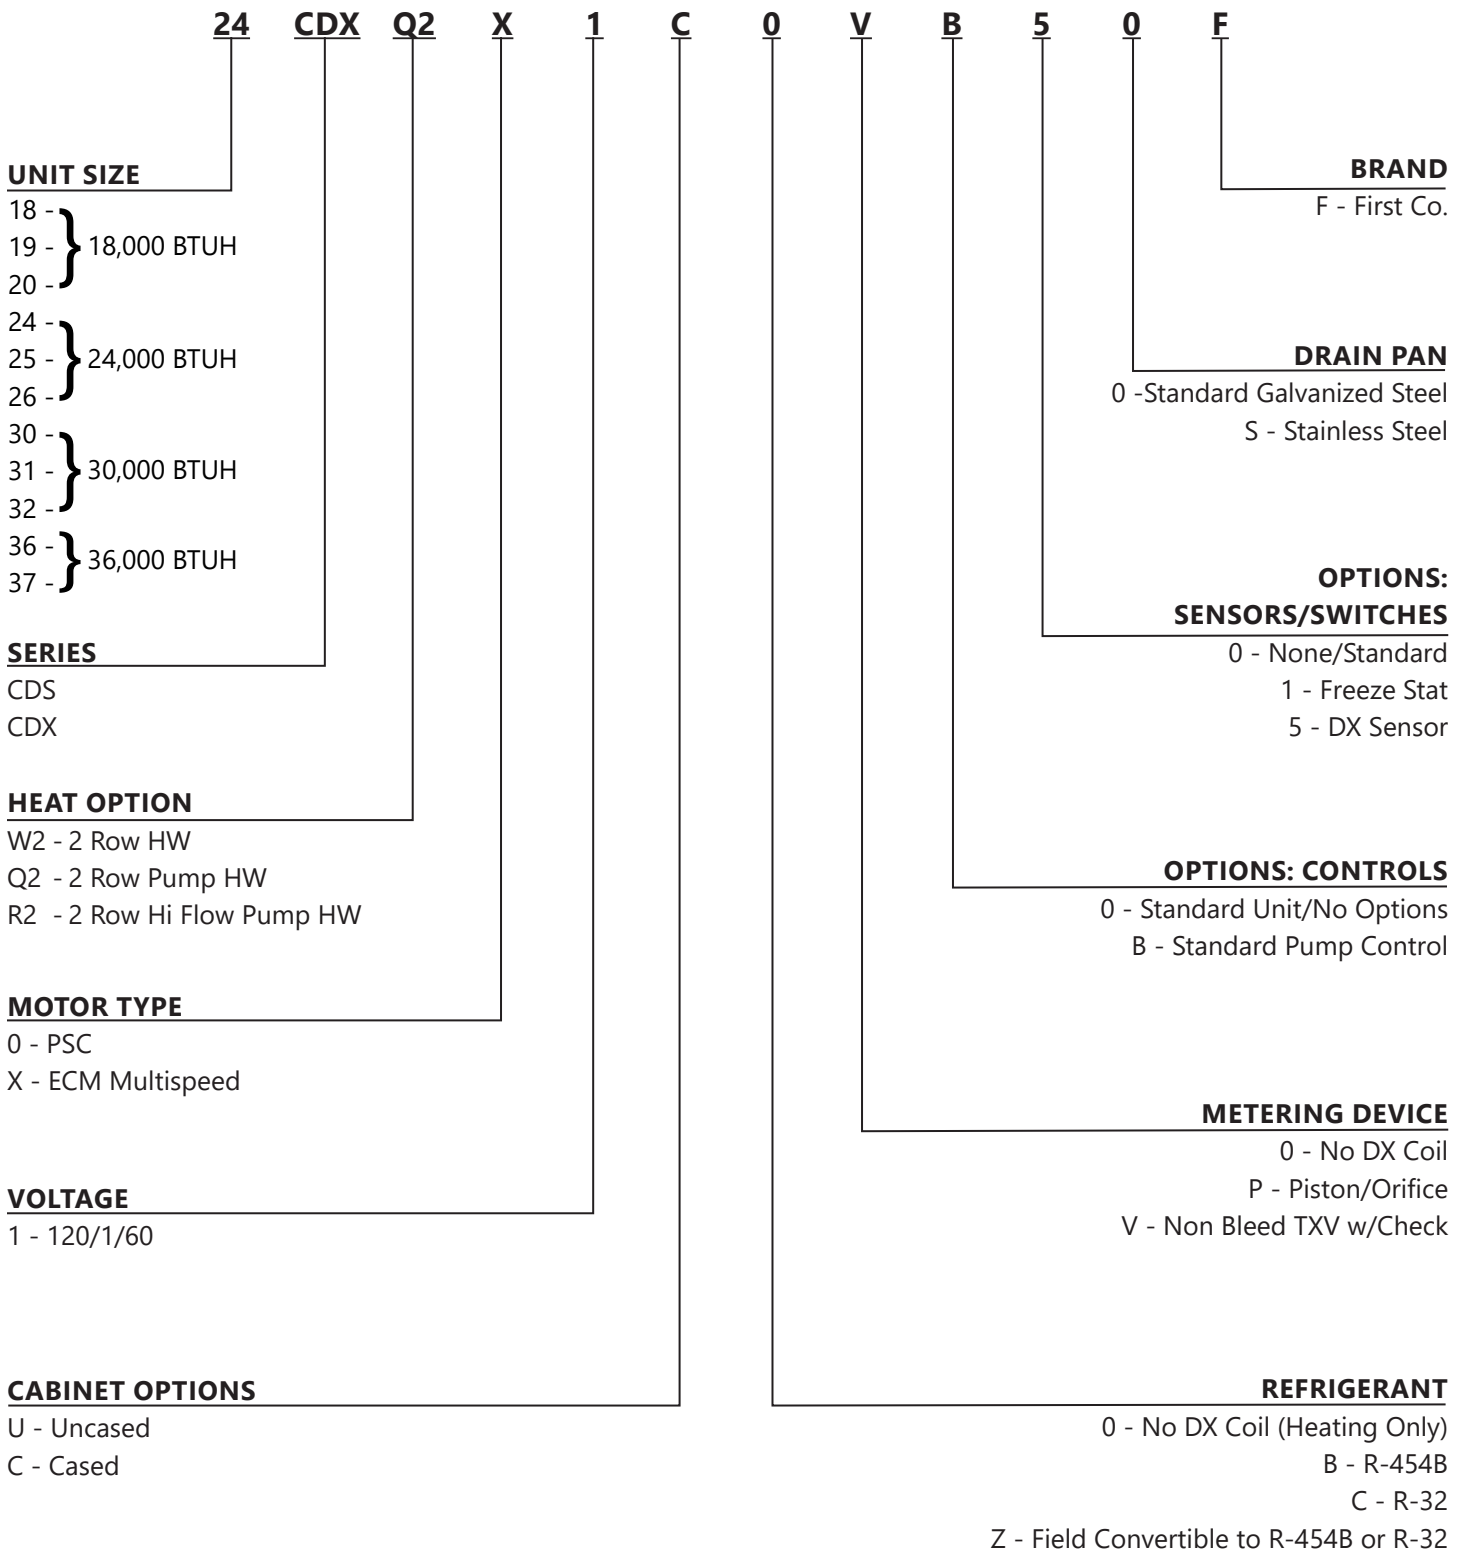 24 CDX Q2 X 1 C 0 V B 5 0 F
UNIT SIZE
18 -
19 - } 18,000 BTUH
20 -
24 -
25 - } 24,000 BTUH
26 -
30 -
31 - } 30,000 BTUH
32 -
36 -
} 36,000 BTUH
37 -
SERIES
CDS
CDX
HEAT OPTION
W2 - 2 Row HW
Q2 - 2 Row Pump HW
R2 - 2 Row Hi Flow Pump HW
MOTOR TYPE
0 - PSC
X - ECM Multispeed
VOLTAGE
1 - 120/1/60
CABINET OPTIONS
U - Uncased
C - Cased
BRAND
F - First Co.
DRAIN PAN
0 -Standard Galvanized Steel
S - Stainless Steel
OPTIONS:
SENSORS/SWITCHES
0 - None/Standard
1 - Freeze Stat
5 - DX Sensor
OPTIONS: CONTROLS
0 - Standard Unit/No Options
B - Standard Pump Control
METERING DEVICE
0 - No DX Coil
P - Piston/Orifice
V - Non Bleed TXV w/Check
REFRIGERANT
0 - No DX Coil (Heating Only)
B - R-454B
C - R-32
Z - Field Convertible to R-454B or R-32